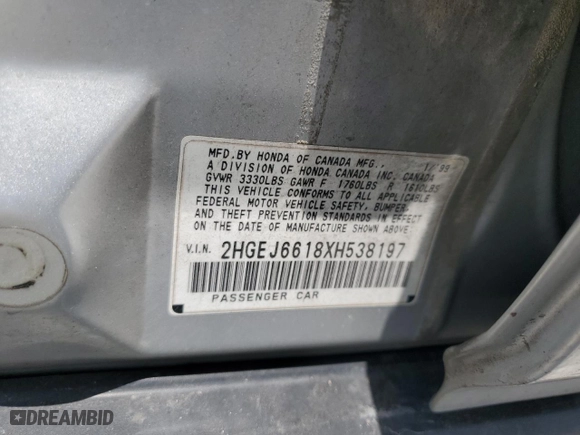 MFD.BY HONDA OF CANADA MFG., /99
A DIVISION OF HONDA CANADA INC, CANADA
GVWR 3330LBS GAWR F 1760LBS R 1610LBS
THIS VEHICLE CONFORMS TO ALL APPLICABLE
FEDERAL MOTOR VEHICLE SAFETY, BUMPER,
AND THEFT PREVENTION STANDARDS IN EFFECT
ON THE DATE OF MANUFACTURE SHOWN ABOVE.
V.I.N. 2HGEJ6618XH538197
PASSENGER CAR
DREAMBID